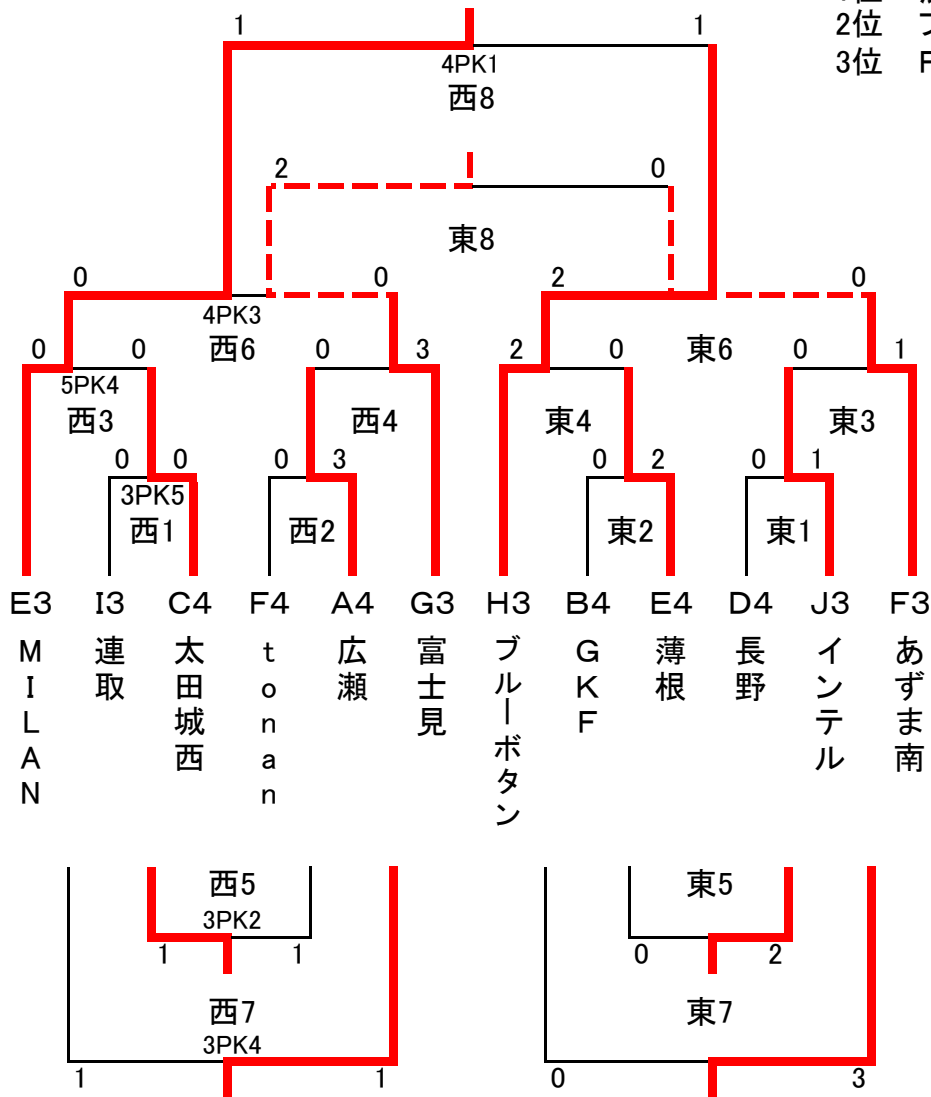 1
1
2位
3位
4PK1
西8
2
0
東8
0
0
2
0
4PK3
西6
東6
0
0
0
3
2
0
0
1
5PK4
西3
西4
東4
東3
0
0
0
3
0
2
0
1
3PK5
西1
西2
東2
東1
E3
I3
C4
F4
A4
G3
H3
B4
E4
D4
J3
F3
MILAN
連取
太田城西
tonan
広瀬
富士見
ブルーボタン
GKF
薄根
長野
インテル
あずま南
西5
3PK2
1
1
東5
0
2
西7
3PK4
1
1
東7
0
3